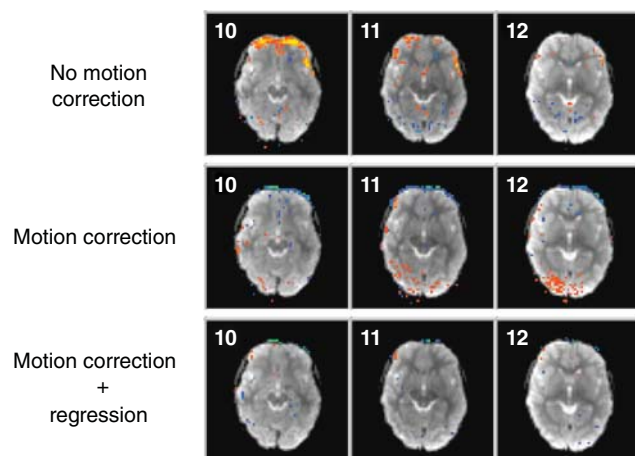 No motion
correction
10 11 12
Motion correction
10 11 12
Motion correction
+
regression
10 11 12